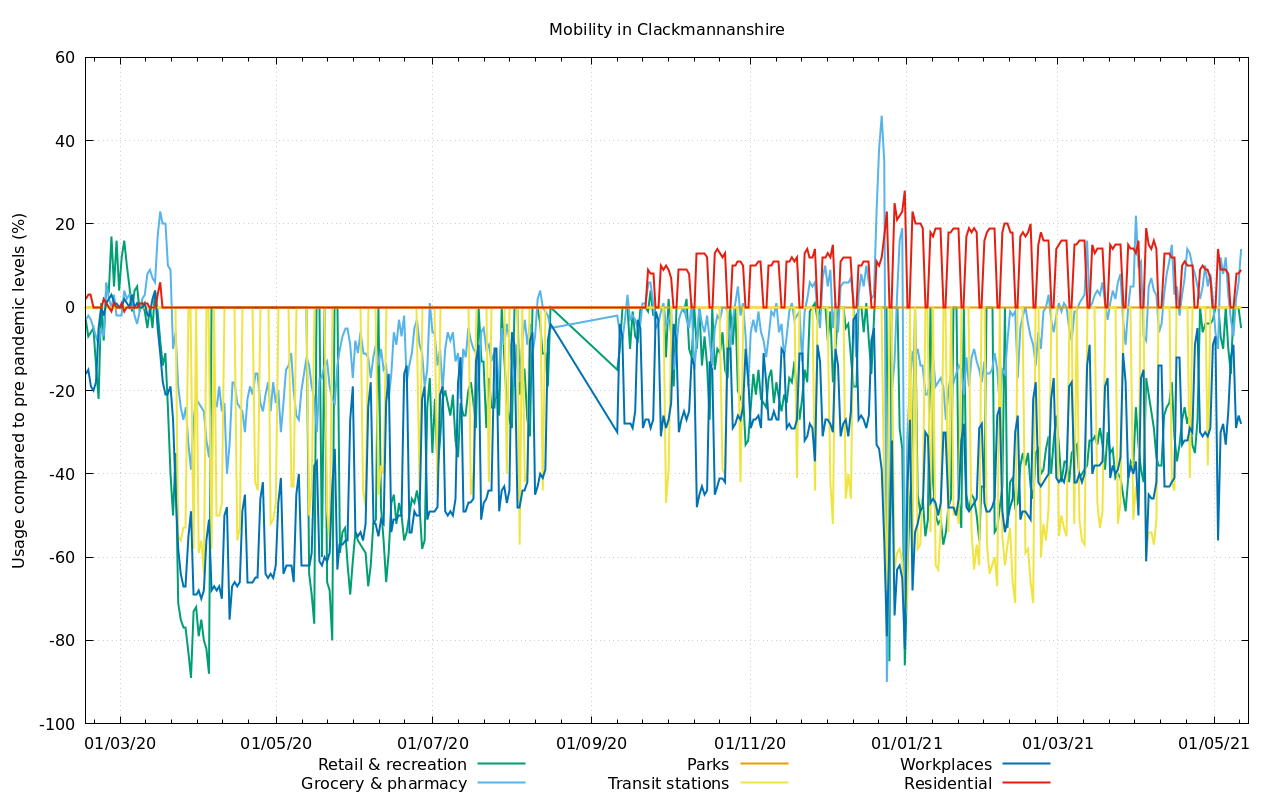 Mobility in Clackmannanshire
Usage compared to pre pandemic levels (%)
60
40
20
0
-20
-40
-60
-80
-100
01/03/20 01/05/20 01/07/20 01/09/20 01/11/20 01/01/21 01/03/21 01/05/21
Retail & recreation Parks Workplaces
Grocery & pharmacy Transit stations Residential